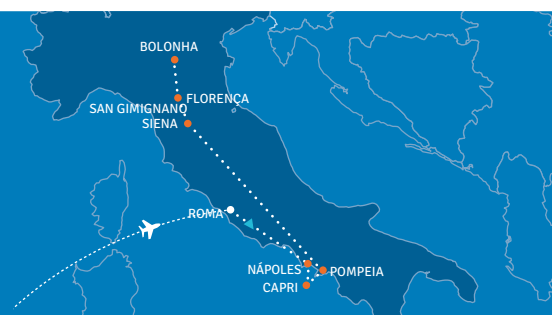 BOLONHA
FLORENÇA
SAN GIMIGNANO
SIENA
ROMA
NÁPOLES
POMPEIA
CAPRI